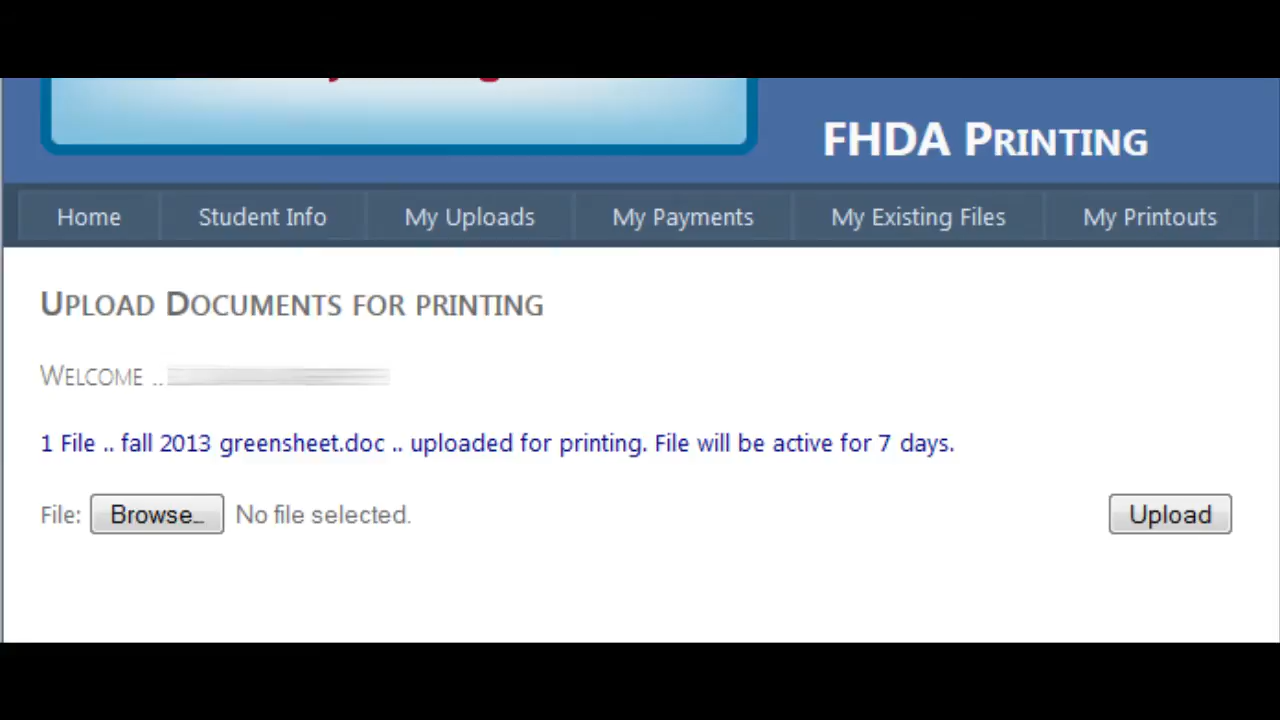 FHDA PRINTING
Home Student Info My Uploads My Payments My Existing Files My Printouts
UPLOAD DOCUMENTS FOR PRINTING
WELCOME ..
1 File .. fall 2013 greensheet.doc .. uploaded for printing. File will be active for 7 days.
File: Browse... No file selected. Upload